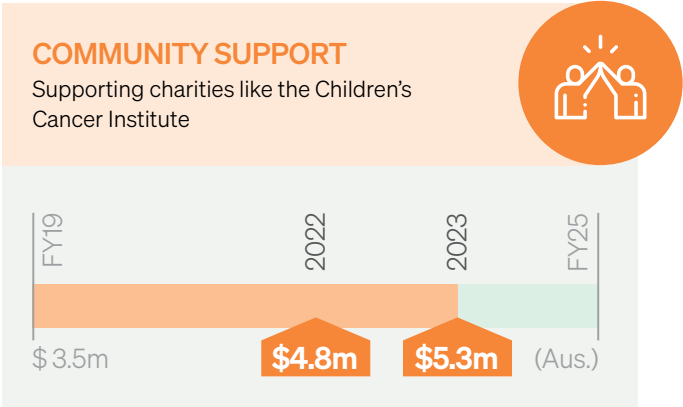 COMMUNITY SUPPORT
Supporting charities like the Children’s
Cancer Institute
FY19
2022
2023
FY25
$ 3.5m
$4.8m
$5.3m
(Aus.)